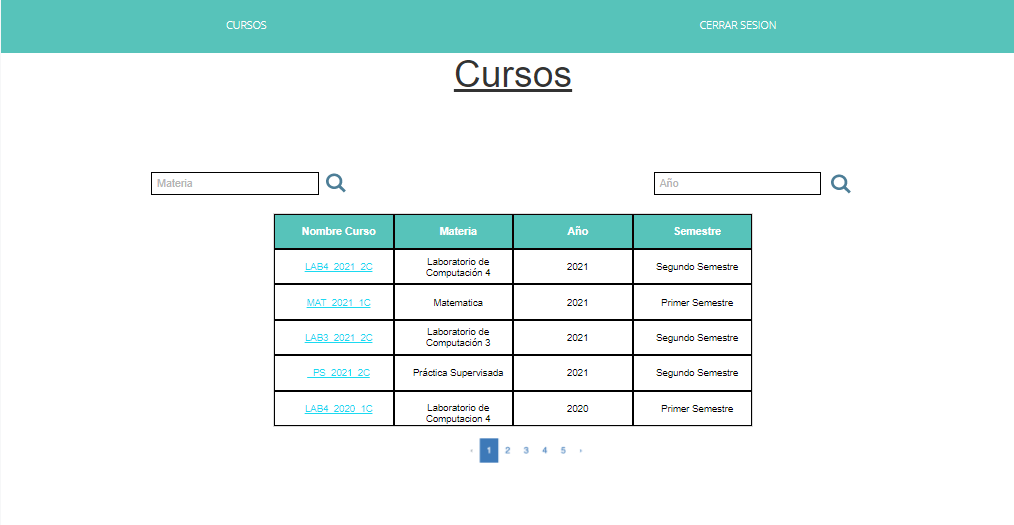 CURSOS CERRAR SESION
Cursos
Materia Año
Nombre Curso Materia Año Semestre
LAB4_2021_2C Laboratorio de Computación 4 2021 Segundo Semestre
MAT_2021_1C Matematica 2021 Primer Semestre
LAB3_2021_2C Laboratorio de Computación 3 2021 Segundo Semestre
_PS_2021_2C Práctica Supervisada 2021 Segundo Semestre
LAB4_2020_1C Laboratorio de Computacion 4 2020 Primer Semestre
‹ 1 2 3 4 5 ›